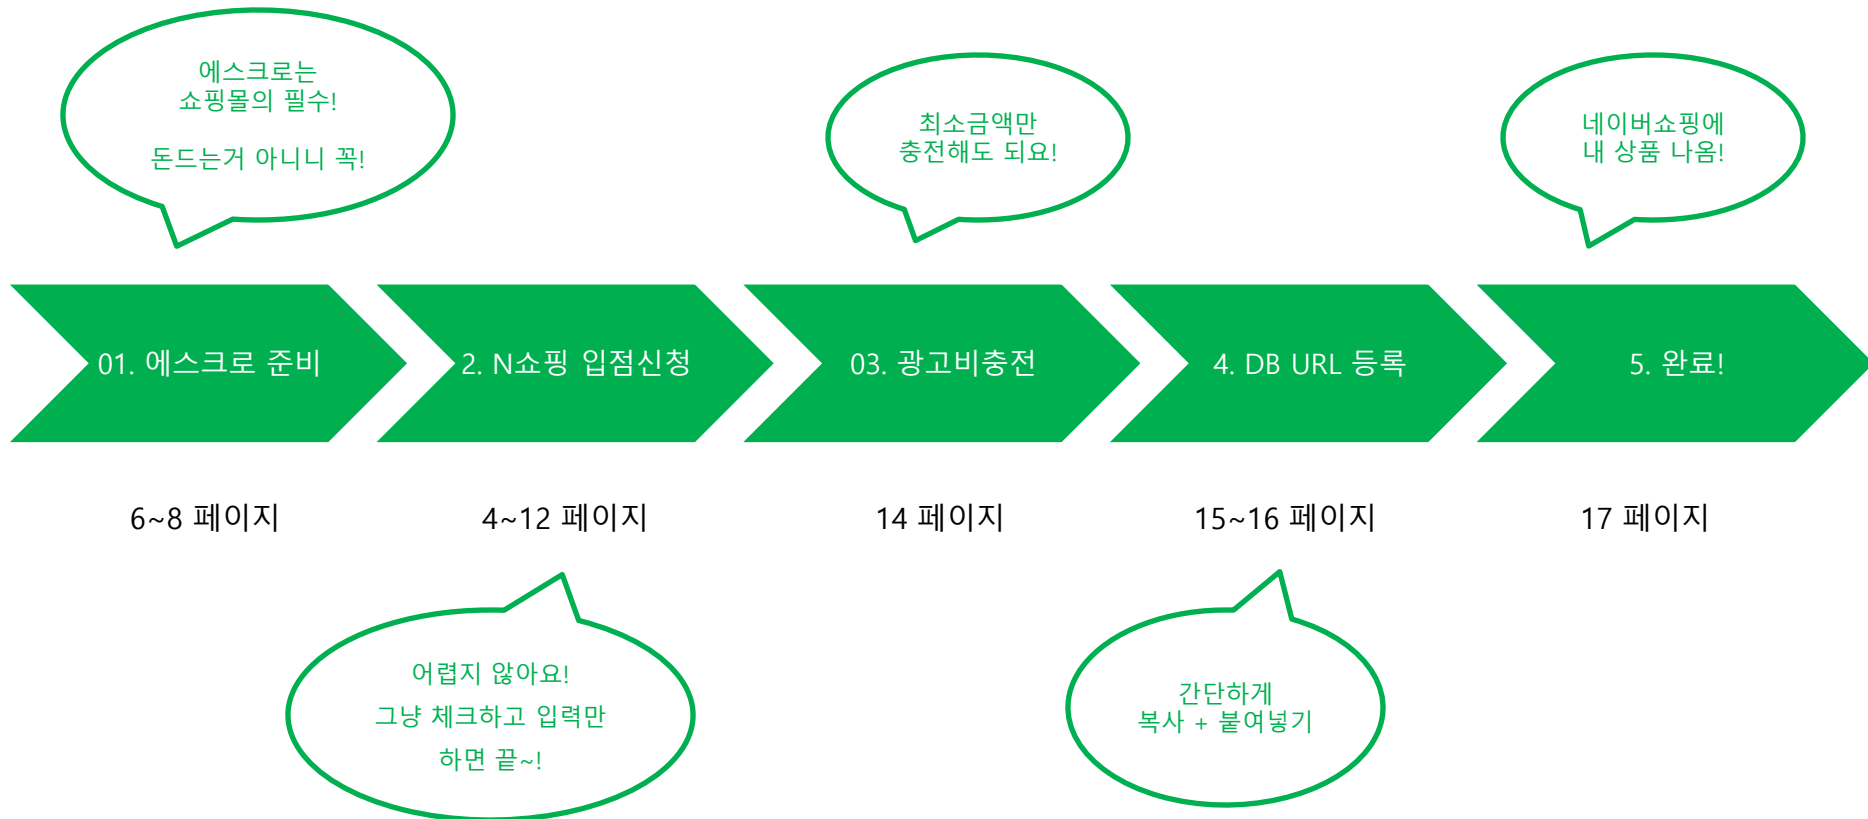 에스크로는
쇼핑몰의 필수!
돈드는거 아니니 꼭!
최소금액만
충전해도 되요!
네이버쇼핑에
내 상품 나옴!
01. 에스크로 준비
2. N쇼핑 입점신청
03. 광고비충전
4. DB URL 등록
5. 완료!
6~8 페이지
4~12 페이지
14 페이지
15~16 페이지
17 페이지
어렵지 않아요!
그냥 체크하고 입력만
하면 끝~!
간단하게
복사 + 붙여넣기